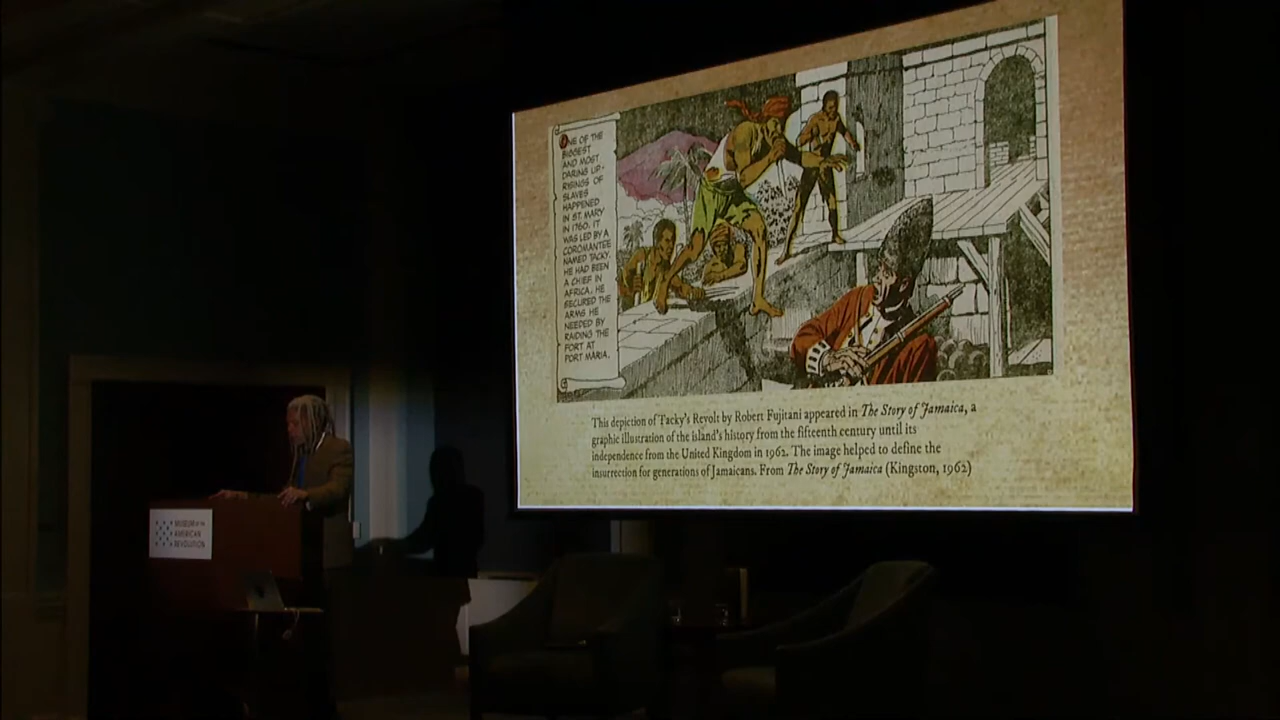 ONE OF THE
BIGGEST
AND MOST
DARING UP-
RISINGS OF
SLAVES
HAPPENED
IN ST. MARY
IN 1760. IT
WAS LED BY A
COROMANTEE
NAMED TACKY.
HE HAD BEEN
A CHIEF IN
AFRICA. HE
SECURED THE
ARMS HE
NEEDED BY
RAIDING THE
FORT AT
PORT MARIA.
This depiction of Tacky's Revolt by Robert Fujitani appeared in The Story of Jamaica, a
graphic illustration of the island's history from the fifteenth century until its
independence from the United Kingdom in 1962. The image helped to define the
insurrection for generations of Jamaicans. From The Story of Jamaica (Kingston, 1962)
MUSEUM OF THE
AMERICAN
REVOLUTION